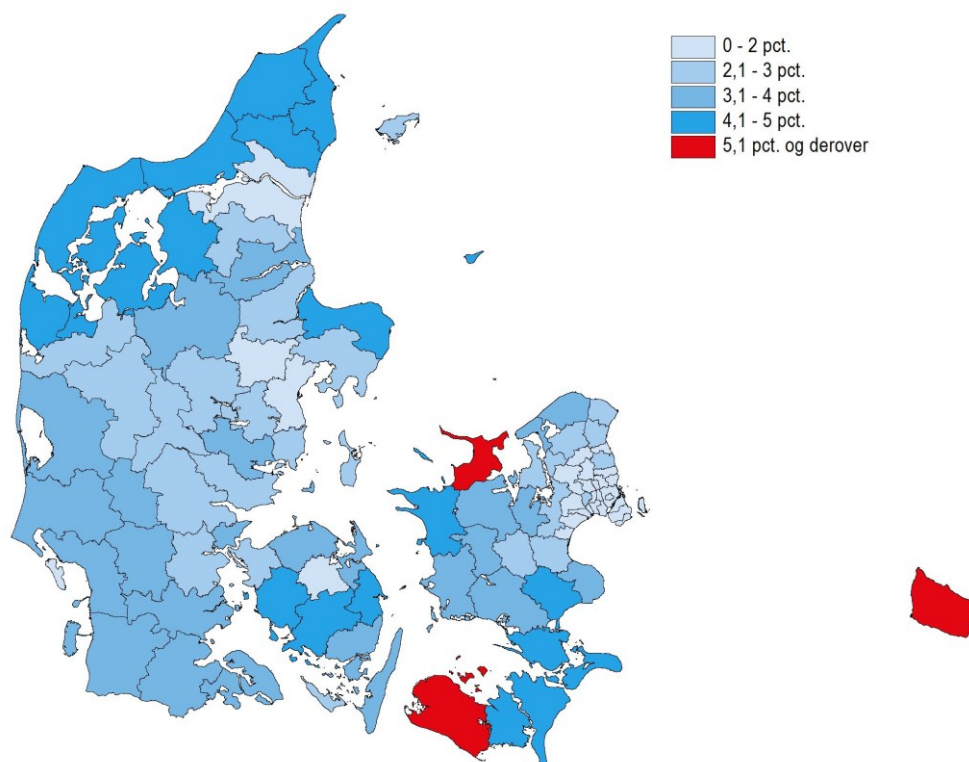 0 - 2 pct.
2,1 - 3 pct.
3,1 - 4 pct.
4,1 - 5 pct.
5,1 pct. og derover